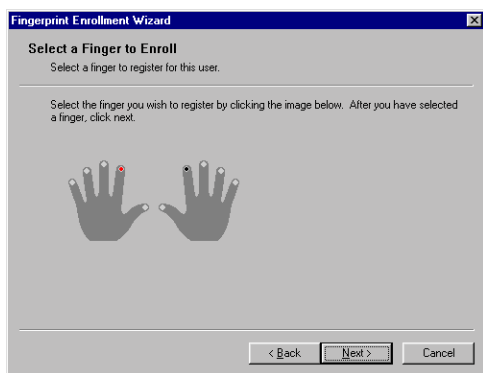 Fingerprint Enrollment Wizard
Select a Finger to Enroll
Select a finger to register for this user.
Select the finger you wish to register by clicking the image below. After you have selected
a finger, click next.
< Back Next > Cancel